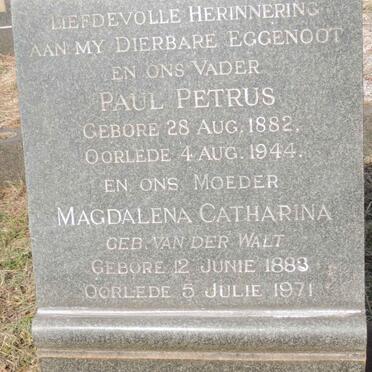 LIEFDEVOLLE HERINNERING
AAN MY DIERBARE EGGENOOT
EN ONS VADER
PAUL PETRUS
GEBORE 28 AUG. 1882.
OORLEDE 4 AUG. 1944.
EN ONS MOEDER
MAGDALENA CATHARINA
GEB. VAN DER WALT
GEBORE 12 JUNIE 1883
OORLEDE 5 JULIE 1971